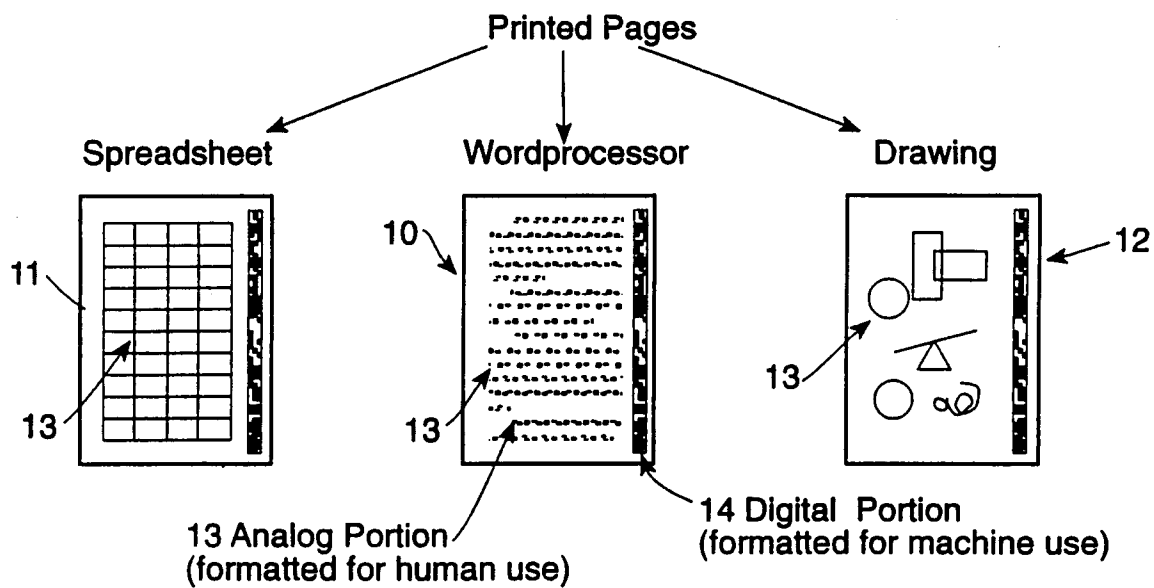 Printed Pages
Spreadsheet
Wordprocessor
Drawing
10
12
11
13
13
13
14 Digital Portion
(formatted for machine use)
13 Analog Portion
(formatted for human use)